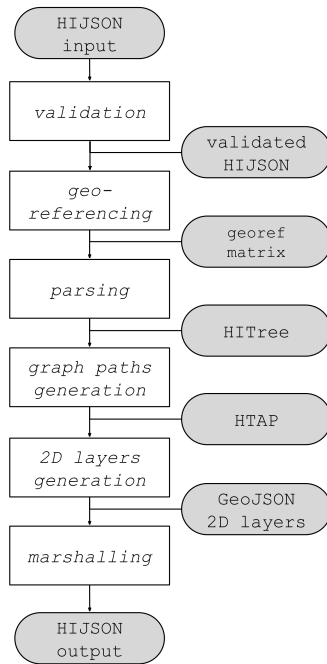 HIJSON
input
validation
validated
HIJSON
geo-
referencing
georef
matrix
parsing
HITree
graph paths
generation
HTAP
2D layers
generation
GeoJSON
2D layers
marshalling
HIJSON
output